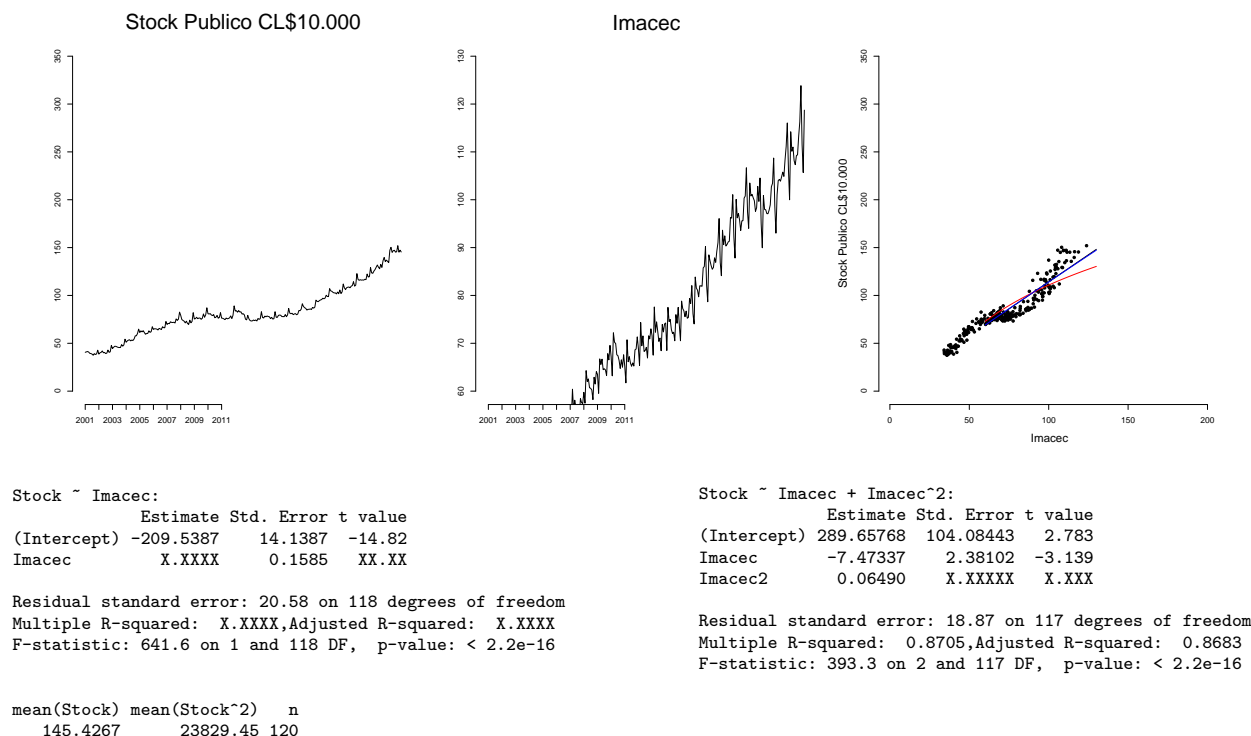 Stock Publico CL$10.000
Imacec
350
300
250
200
150
100
50
0
2001 2003 2005 2007 2009 2011
130
120
110
100
90
80
70
60
2001 2003 2005 2007 2009 2011
Stock Publico CL$10.000
350
300
250
200
150
100
50
0
0 50 100 150 200
Imacec
Stock ~ Imacec:
Estimate Std. Error t value
(Intercept) -209.5387 14.1387 -14.82
Imacec X.XXXX 0.1585 XX.XX
Residual standard error: 20.58 on 118 degrees of freedom
Multiple R-squared: X.XXXX,Adjusted R-squared: X.XXXX
F-statistic: 641.6 on 1 and 118 DF, p-value: < 2.2e-16
mean(Stock) mean(Stock^2) n
145.4267 23829.45 120
Stock ~ Imacec + Imacec^2:
Estimate Std. Error t value
(Intercept) 289.65768 104.08443 2.783
Imacec -7.47337 2.38102 -3.139
Imacec2 0.06490 X.XXXXX X.XXX
Residual standard error: 18.87 on 117 degrees of freedom
Multiple R-squared: 0.8705,Adjusted R-squared: 0.8683
F-statistic: 393.3 on 2 and 117 DF, p-value: < 2.2e-16